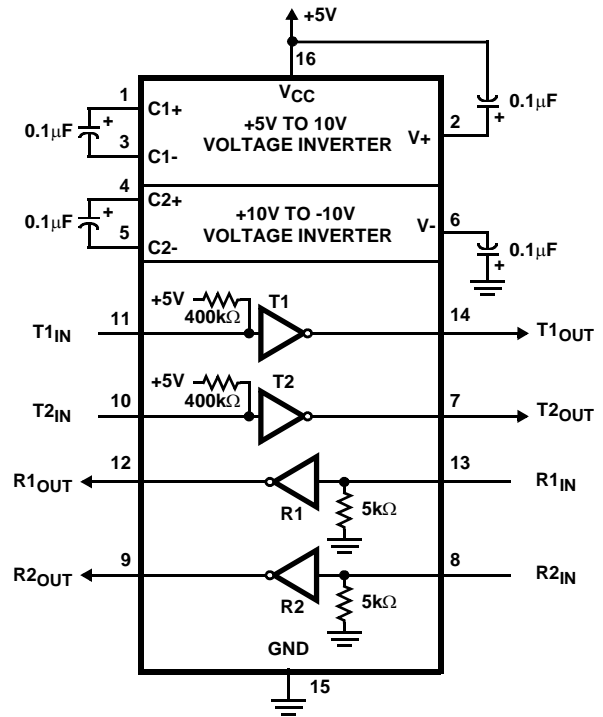 +5V
16
VCC
1
C1+
+
0.1µF
3
C1-
+5V TO 10V
VOLTAGE INVERTER
2
V+
+
0.1µF
4
C2+
+
0.1µF
5
C2-
+10V TO -10V
VOLTAGE INVERTER
6
V-
0.1µF
+
T1IN
11
+5V
400kΩ
T1
14
T1OUT
T2IN
10
+5V
400kΩ
T2
7
T2OUT
R1OUT
12
R1
5kΩ
13
R1IN
R2OUT
9
R2
5kΩ
8
R2IN
GND
15